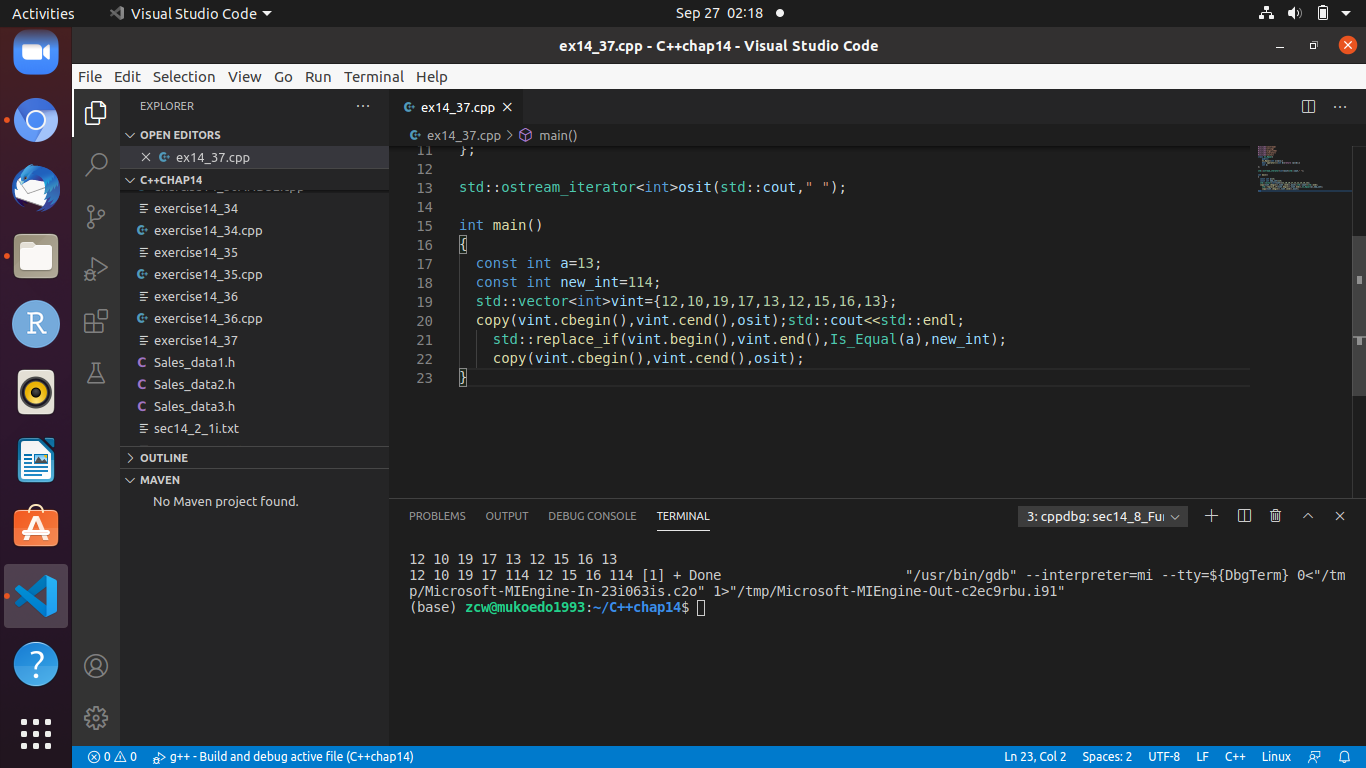 Activities
Visual Studio Code
Sep 27 02:18
ex14_37.cpp - C++chap14 - Visual Studio Code
File Edit Selection View Go Run Terminal Help
EXPLORER
OPEN EDITORS
ex14_37.cpp
C++CHAP14
exercise14_34
exercise14_34.cpp
exercise14_35
exercise14_35.cpp
exercise14_36
exercise14_36.cpp
exercise14_37
C Sales_data1.h
C Sales_data2.h
C Sales_data3.h
sec14_2_1i.txt
OUTLINE
MAVEN
No Maven project found.
ex14_37.cpp
ex14_37.cpp > main()
11 };
12
13 std::ostream_iterator<int>osit(std::cout," ");
14
15 int main()
16 {
17 const int a=13;
18 const int new_int=114;
19 std::vector<int>vint={12,10,19,17,13,12,15,16,13};
20 copy(vint.cbegin(),vint.cend(),osit);std::cout<<std::endl;
21 std::replace_if(vint.begin(),vint.end(),Is_Equal(a),new_int);
22 copy(vint.cbegin(),vint.cend(),osit);
23 }
PROBLEMS OUTPUT DEBUG CONSOLE TERMINAL
3: cppdbg: sec14_8_Fu
12 10 19 17 13 12 15 16 13
12 10 19 17 114 12 15 16 114 [1] + Done "/usr/bin/gdb" --interpreter=mi --tty=${DbgTerm} 0<"/tm
p/Microsoft-MIEngine-In-23i063is.c2o" 1>"/tmp/Microsoft-MIEngine-Out-c2ec9rbu.i91"
(base) zcw@mukoedo1993:~/C++chap14$
R
?
0 0 g++ - Build and debug active file (C++chap14)
Ln 23, Col 2 Spaces: 2 UTF-8 LF C++ Linux